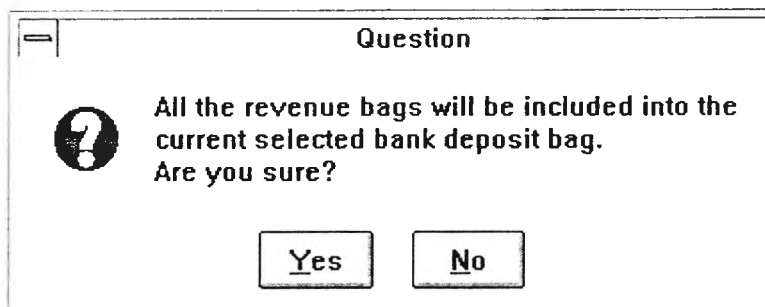 Question
All the revenue bags will be included into the
current selected bank deposit bag.
Are you sure?
Yes No